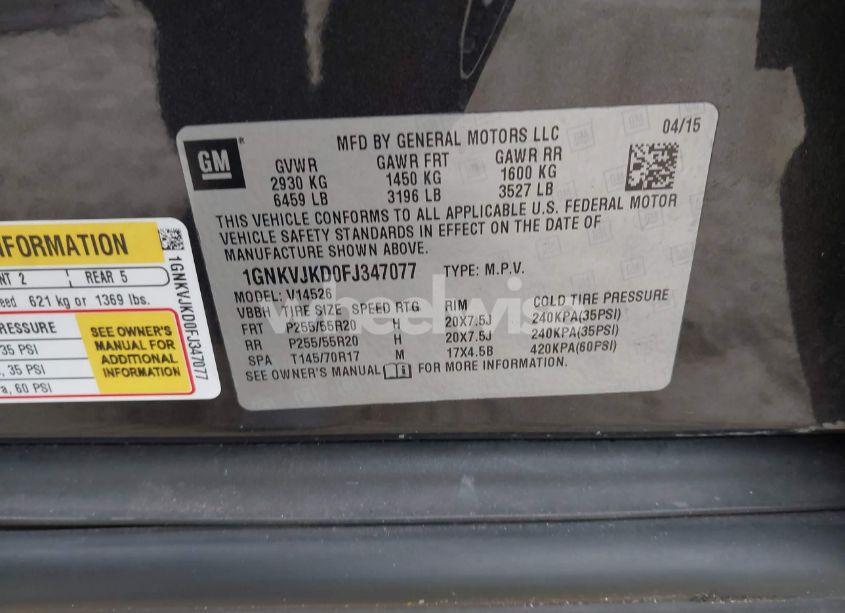 MFD BY GENERAL MOTORS LLC
04/15
GM
GVWR GAWR FRT GAWR RR
2930 KG 1450 KG 1600 KG
6459 LB 3196 LB 3527 LB
THIS VEHICLE CONFORMS TO ALL APPLICABLE U.S. FEDERAL MOTOR
VEHICLE SAFETY STANDARDS IN EFFECT ON THE DATE OF
MANUFACTURE SHOWN ABOVE.
1GNKVJKD0FJ347077 TYPE: M.P.V.
MODEL: V14526
VBBH TIRE SIZE SPEED RTG RIM COLD TIRE PRESSURE
FRT P255/55R20 H 20X7.5J 240KPA(35PSI)
RR P255/55R20 H 20X7.5J 240KPA(35PSI)
SPA T145/70R17 M 17X4.5B 420KPA(60PSI)
SEE OWNER'S MANUAL FOR MORE INFORMATION.
NFORMATION
NT 2 REAR 5
eed 621 kg or 1369 lbs.
PRESSURE
35 PSI
, 35 PSI
a, 60 PSI
SEE OWNER'S
MANUAL FOR
ADDITIONAL
INFORMATION
1GNKVJKD0FJ347077
wheelvis